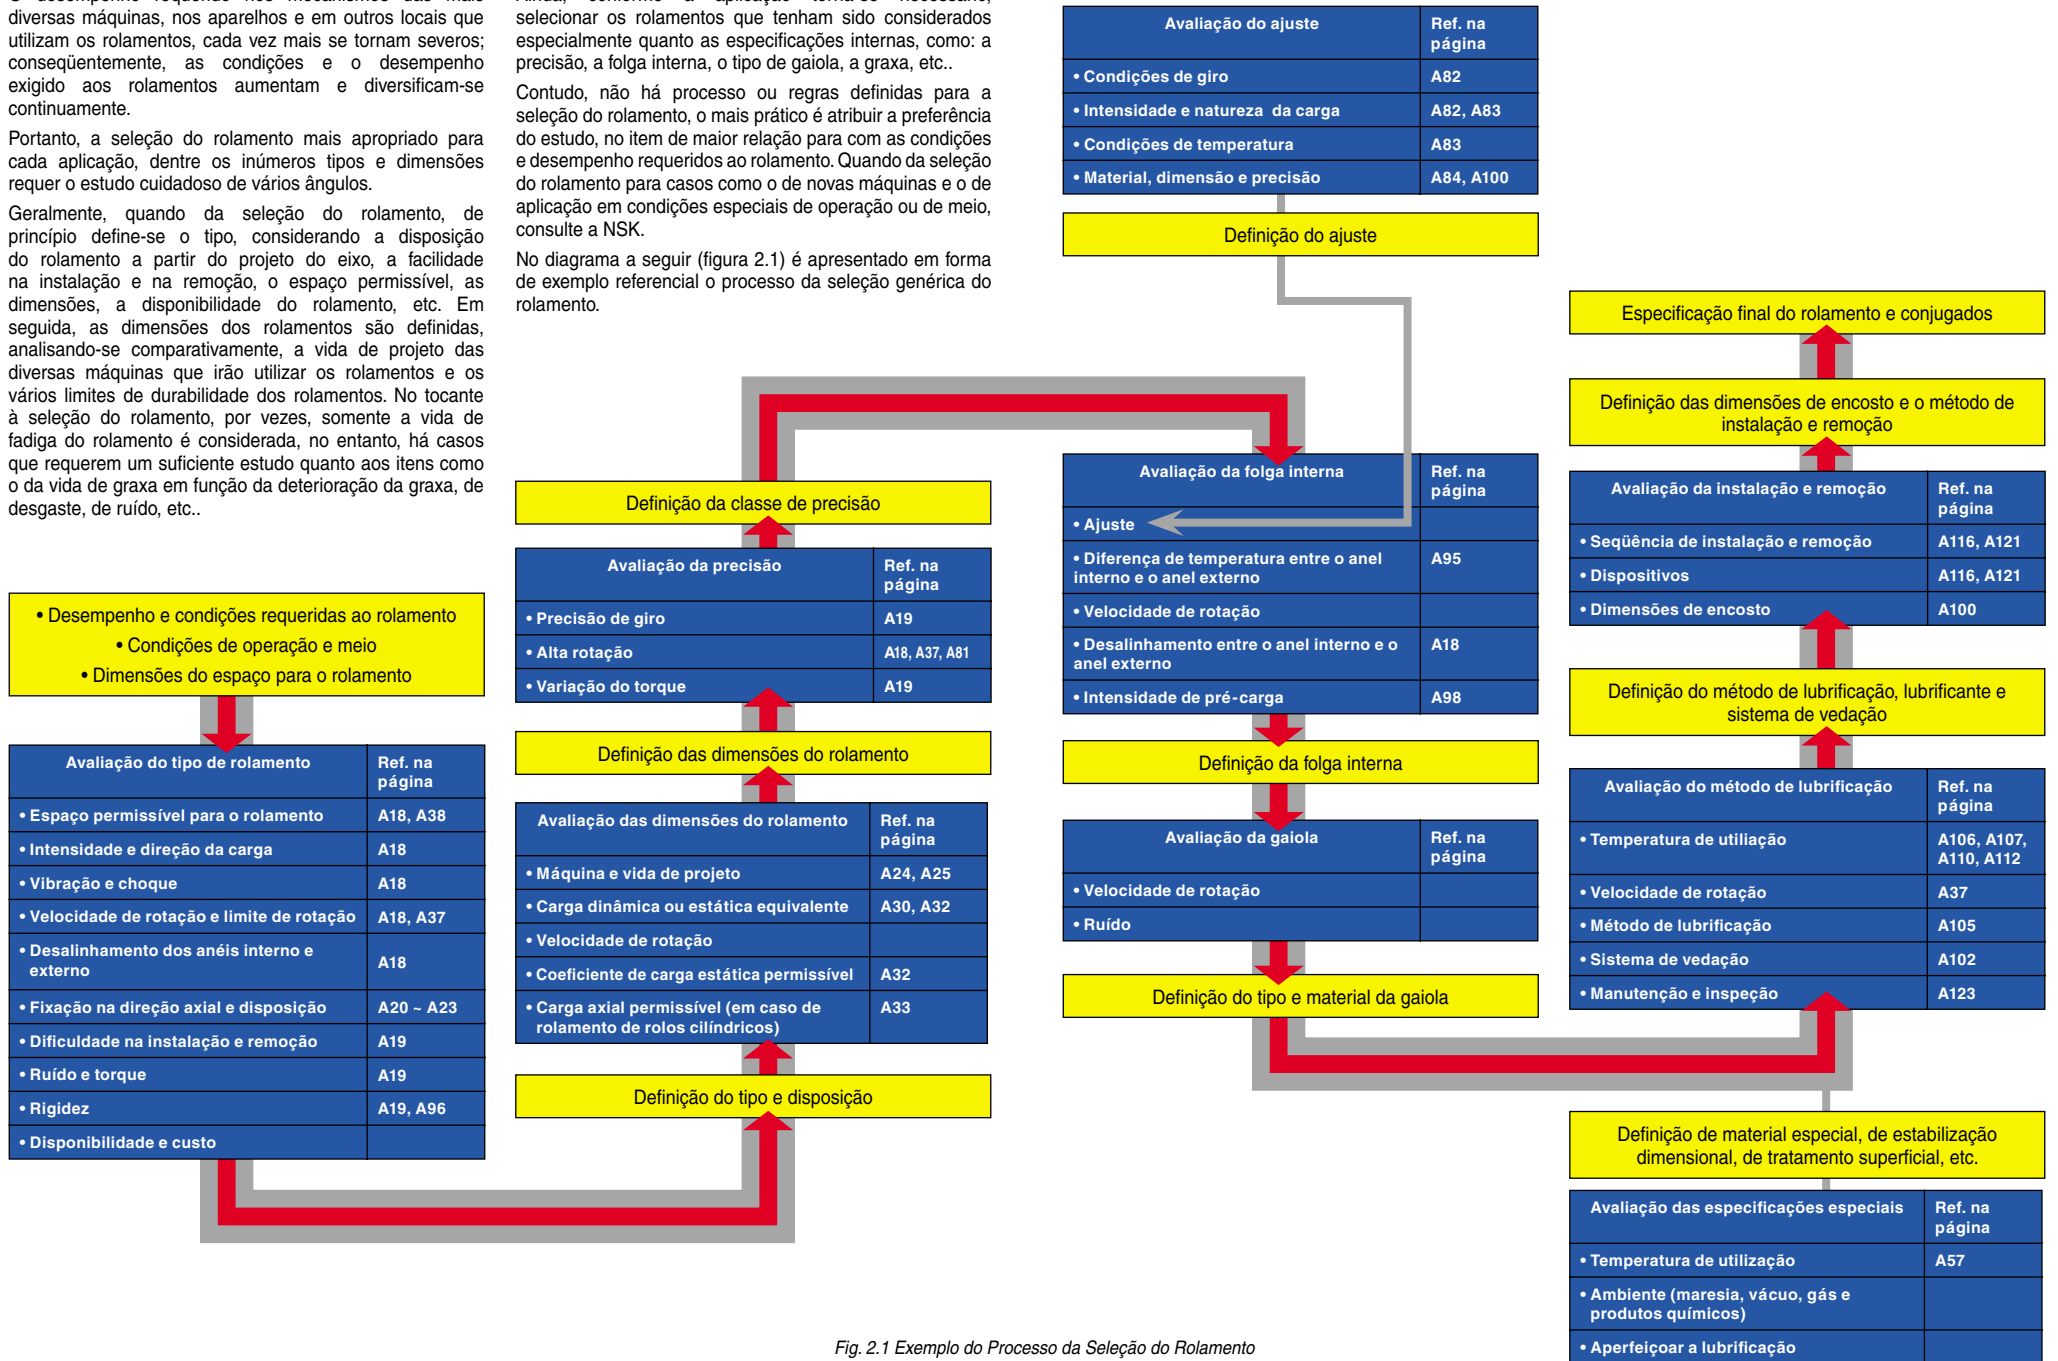 O desempenho requerido nos mecanismos das mais
diversas máquinas, nos aparelhos e em outros locais que
utilizam os rolamentos, cada vez mais se tornam severos;
conseqüentemente, as condições e o desempenho
exigido aos rolamentos aumentam e diversificam-se
continuamente.
Portanto, a seleção do rolamento mais apropriado para
cada aplicação, dentre os inúmeros tipos e dimensões
requer o estudo cuidadoso de vários ângulos.
Geralmente, quando da seleção do rolamento, de
princípio define-se o tipo, considerando a disposição
do rolamento a partir do projeto do eixo, a facilidade
na instalação e na remoção, o espaço permissível, as
dimensões, a disponibilidade do rolamento, etc. Em
seguida, as dimensões dos rolamentos são definidas,
analisando-se comparativamente, a vida de projeto das
diversas máquinas que irão utilizar os rolamentos e os
vários limites de durabilidade dos rolamentos. No tocante
à seleção do rolamento, por vezes, somente a vida de
fadiga do rolamento é considerada, no entanto, há casos
que requerem um suficiente estudo quanto aos itens como
o da vida de graxa em função da deterioração da graxa, de
desgaste, de ruído, etc..
Ainda, conforme a aplicação torna-se necessário,
selecionar os rolamentos que tenham sido considerados
especialmente quanto as especificações internas, como: a
precisão, a folga interna, o tipo de gaiola, a graxa, etc..
Contudo, não há processo ou regras definidas para a
seleção do rolamento, o mais prático é atribuir a preferência
do estudo, no item de maior relação para com as condições
e desempenho requeridos ao rolamento. Quando da seleção
do rolamento para casos como o de novas máquinas e o de
aplicação em condições especiais de operação ou de meio,
consulte a NSK.
No diagrama a seguir (figura 2.1) é apresentado em forma
de exemplo referencial o processo da seleção genérica do
rolamento.
• Desempenho e condições requeridas ao rolamento
• Condições de operação e meio
• Dimensões do espaço para o rolamento
Avaliação do tipo de rolamento Ref. na
página
• Espaço permissível para o rolamento A18, A38
• Intensidade e direção da carga A18
• Vibração e choque A18
• Velocidade de rotação e limite de rotação A18, A37
• Desalinhamento dos anéis interno e
externo A18
• Fixação na direção axial e disposição A20 ~ A23
• Dificuldade na instalação e remoção A19
• Ruído e torque A19
• Rigidez A19, A96
• Disponibilidade e custo
Definição da classe de precisão
Avaliação da precisão Ref. na
página
• Precisão de giro A19
• Alta rotação A18, A37, A81
• Variação do torque A19
Definição das dimensões do rolamento
Avaliação das dimensões do rolamento Ref. na
página
• Máquina e vida de projeto A24, A25
• Carga dinâmica ou estática equivalente A30, A32
• Velocidade de rotação
• Coeficiente de carga estática permissível A32
• Carga axial permissível (em caso de A33
rolamento de rolos cilíndricos)
Definição do tipo e disposição
Avaliação do ajuste Ref. na
página
• Condições de giro A82
• Intensidade e natureza da carga A82, A83
• Condições de temperatura A83
• Material, dimensão e precisão A84, A100
Definição do ajuste
Avaliação da folga interna Ref. na
página
• Ajuste
• Diferença de temperatura entre o anel A95
interno e o anel externo
• Velocidade de rotação
• Desalinhamento entre o anel interno e o A18
anel externo
• Intensidade de pré-carga A98
Definição da folga interna
Avaliação da gaiola Ref. na
página
• Velocidade de rotação
• Ruído
Definição do tipo e material da gaiola
Especificação final do rolamento e conjugados
Definição das dimensões de encosto e o método de
instalação e remoção
Avaliação da instalação e remoção Ref. na
página
• Seqüência de instalação e remoção A116, A121
• Dispositivos A116, A121
• Dimensões de encosto A100
Definição do método de lubrificação, lubrificante e
sistema de vedação
Avaliação do método de lubrificação Ref. na
página
• Temperatura de utiliação A106, A107,
A110, A112
• Velocidade de rotação A37
• Método de lubrificação A105
• Sistema de vedação A102
• Manutenção e inspeção A123
Definição de material especial, de estabilização
dimensional, de tratamento superficial, etc.
Avaliação das especificações especiais Ref. na
página
• Temperatura de utilização A57
• Ambiente (maresia, vácuo, gás e
produtos químicos)
• Aperfeiçoar a lubrificação
Fig. 2.1 Exemplo do Processo da Seleção do Rolamento